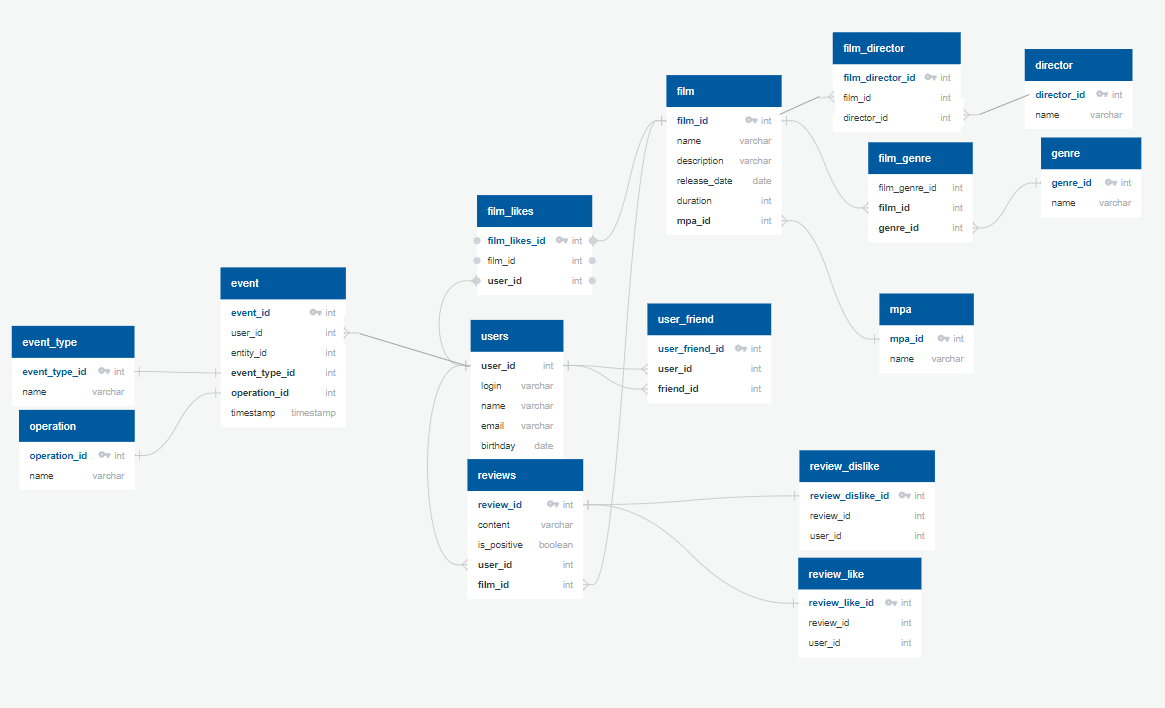 film_director
film_director_id int
film_id int
director_id int
director
director_id int
name varchar
film
film_id int
name varchar
description varchar
release_date date
duration int
mpa_id int
film_genre
film_genre_id int
film_id int
genre_id int
genre
genre_id int
name varchar
film_likes
film_likes_id int
film_id int
user_id int
event
event_id int
user_id int
entity_id int
event_type_id int
operation_id int
timestamp timestamp
event_type
event_type_id int
name varchar
operation
operation_id int
name varchar
users
user_id int
login varchar
name varchar
email varchar
birthday date
user_friend
user_friend_id int
user_id int
friend_id int
mpa
mpa_id int
name varchar
reviews
review_id int
content varchar
is_positive boolean
user_id int
film_id int
review_dislike
review_dislike_id int
review_id int
user_id int
review_like
review_like_id int
review_id int
user_id int